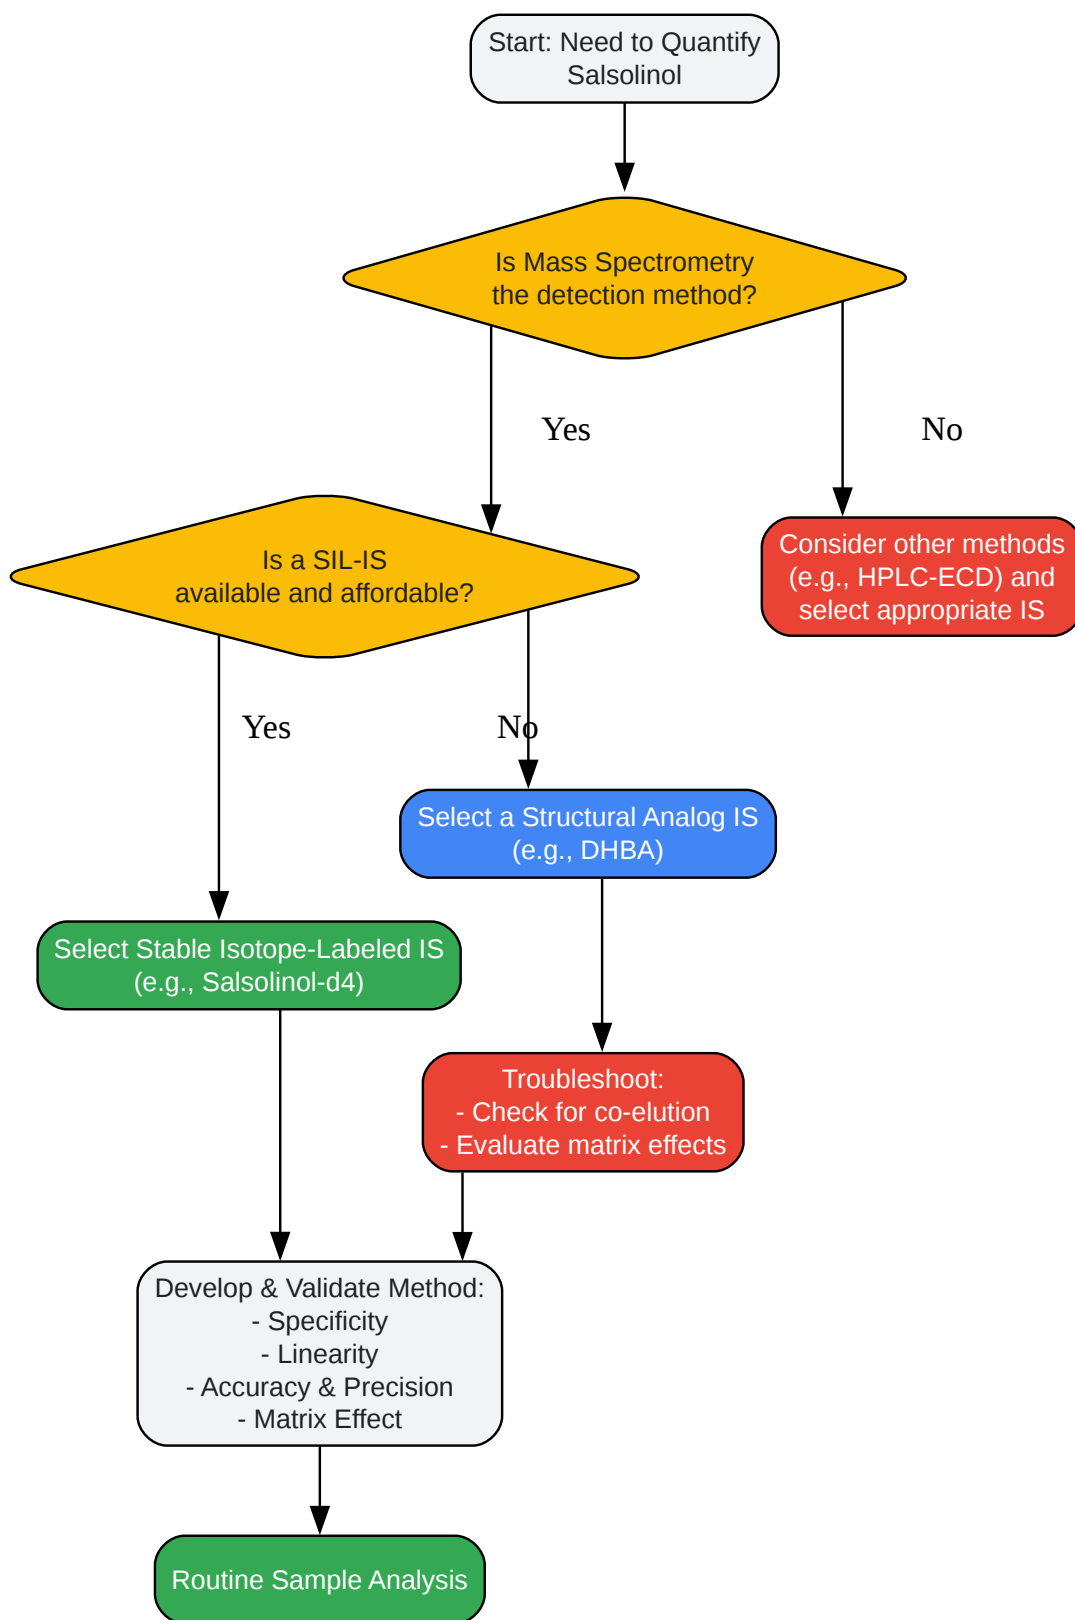 Start: Need to Quantify
Salsolinol
Is Mass Spectrometry
the detection method?
Yes
No
Is a SIL-IS
available and affordable?
Consider other methods
(e.g., HPLC-ECD) and
select appropriate IS
Yes
No
Select a Structural Analog IS
(e.g., DHBA)
Select Stable Isotope-Labeled IS
(e.g., Salsolinol-d4)
Troubleshoot:
- Check for co-elution
- Evaluate matrix effects
Develop & Validate Method:
- Specificity
- Linearity
- Accuracy & Precision
- Matrix Effect
Routine Sample Analysis